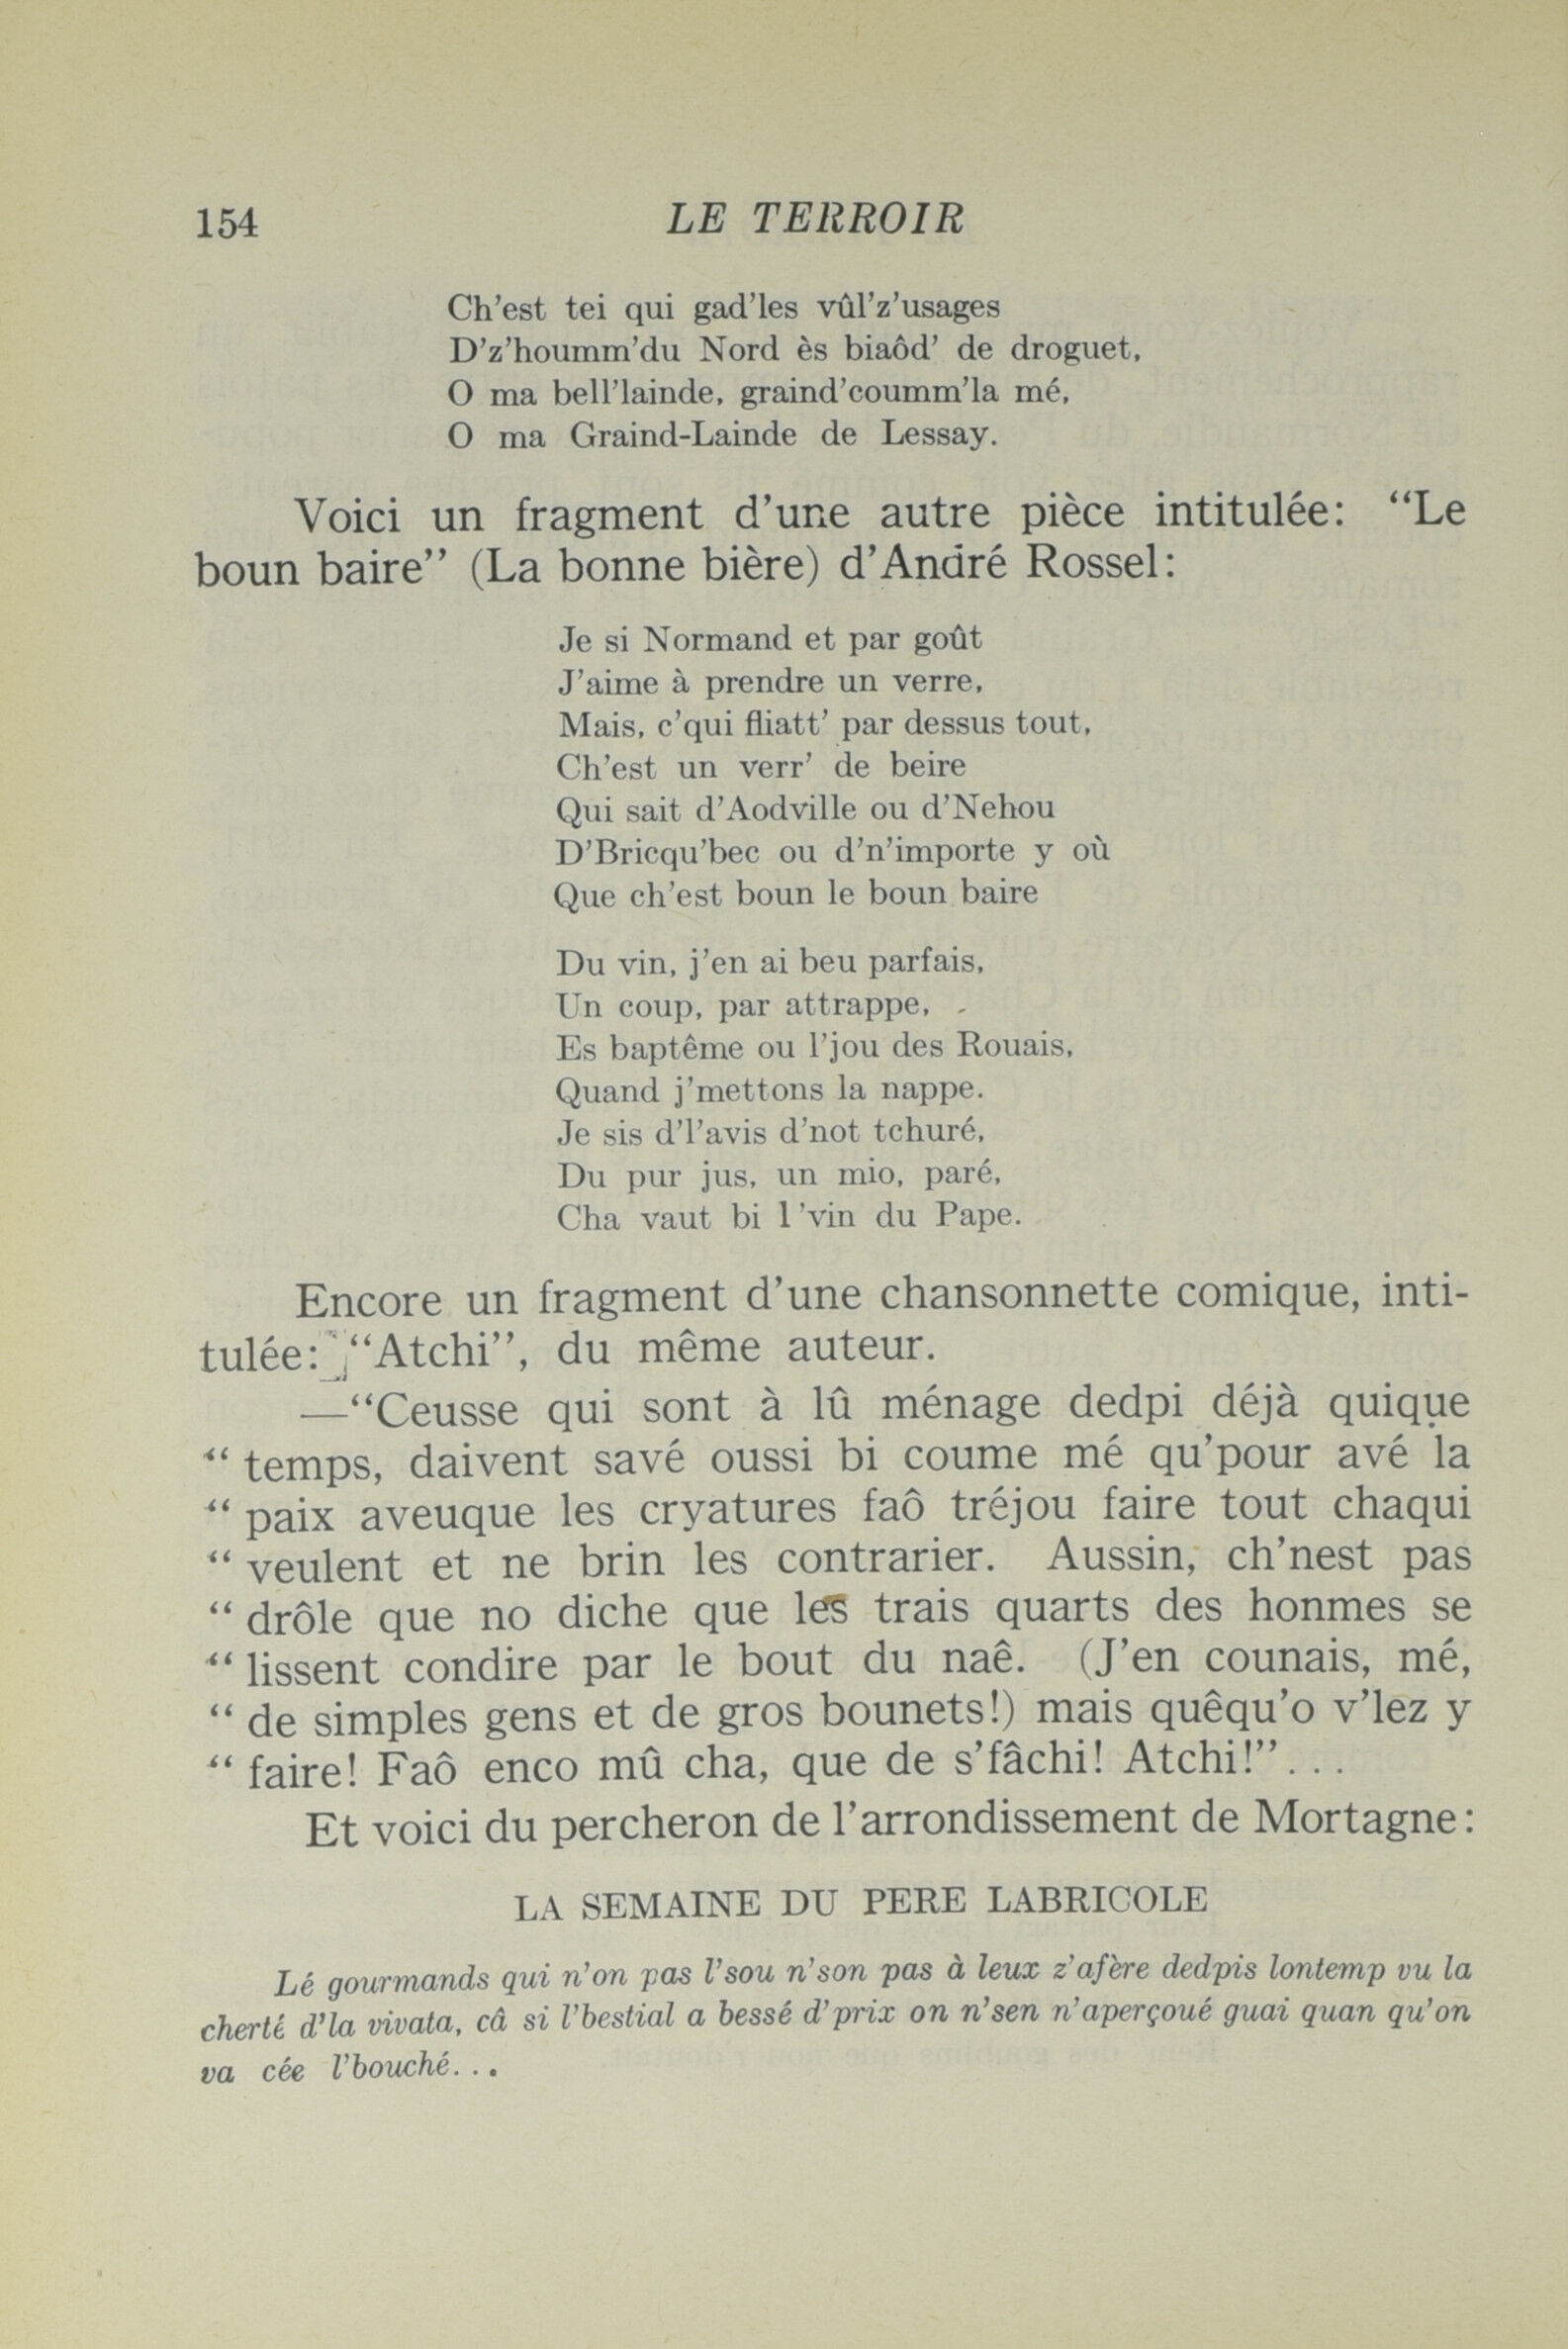 154 LE TERROIR
Ch'est tei qui gad'les vûl'z'usages
D'z'houmm'du Nord ès biaôd' de droguet,
O ma bell'lainde, graind'coumm'la mé,
O ma Graind-Lainde de Lessay.
Voici un fragment d'une autre pièce intitulée: “Le
boun baire” (La bonne bière) d'André Rossel:
Je si Normand et par goût
J'aime à prendre un verre,
Mais, c'qui fliatt' par dessus tout,
Ch'est un verr' de beire
Qui sait d'Aodville ou d'Nehou
D'Bricqu'bec ou d'n'importe y où
Que ch'est boun le boun baire
Du vin, j'en ai beu parfais,
Un coup, par attrappe,
Es baptême ou l'jou des Rouais,
Quand j'mettons la nappe.
Je sis d'l'avis d'not tchuré,
Du pur jus, un mio, paré,
Cha vaut bi l'vin du Pape.
Encore un fragment d'une chansonnette comique, inti-
tulée: “Atchi”, du même auteur.
—“Ceusse qui sont à lû ménage dedpi déjà quique
“ temps, daivent savé oussi bi coume mé qu'pour avé la
“ paix aveuque les cryatures faô tréjou faire tout chaqui
“ veulent et ne brin les contrarier. Aussin, ch'nest pas
“ drôle que no diche que les trais quarts des honmes se
“ lissent condire par le bout du naê. (J'en counais, mé,
“ de simples gens et de gros bounets!) mais quêqu'o v'lez y
“ faire! Faô enco mû cha, que de s'fâchi! Atchi!”...
Et voici du percheron de l'arrondissement de Mortagne:
LA SEMAINE DU PERE LABRICOLE
Lé gourmands qui n'on pas l'sou n'son pas à leux z'afère dedpis lontemp vu la
cherté d'la vivata, câ si l'bestial a bessé d'prix on n'sen n'aperçoué guai quan qu'on
va cée l'bouché...